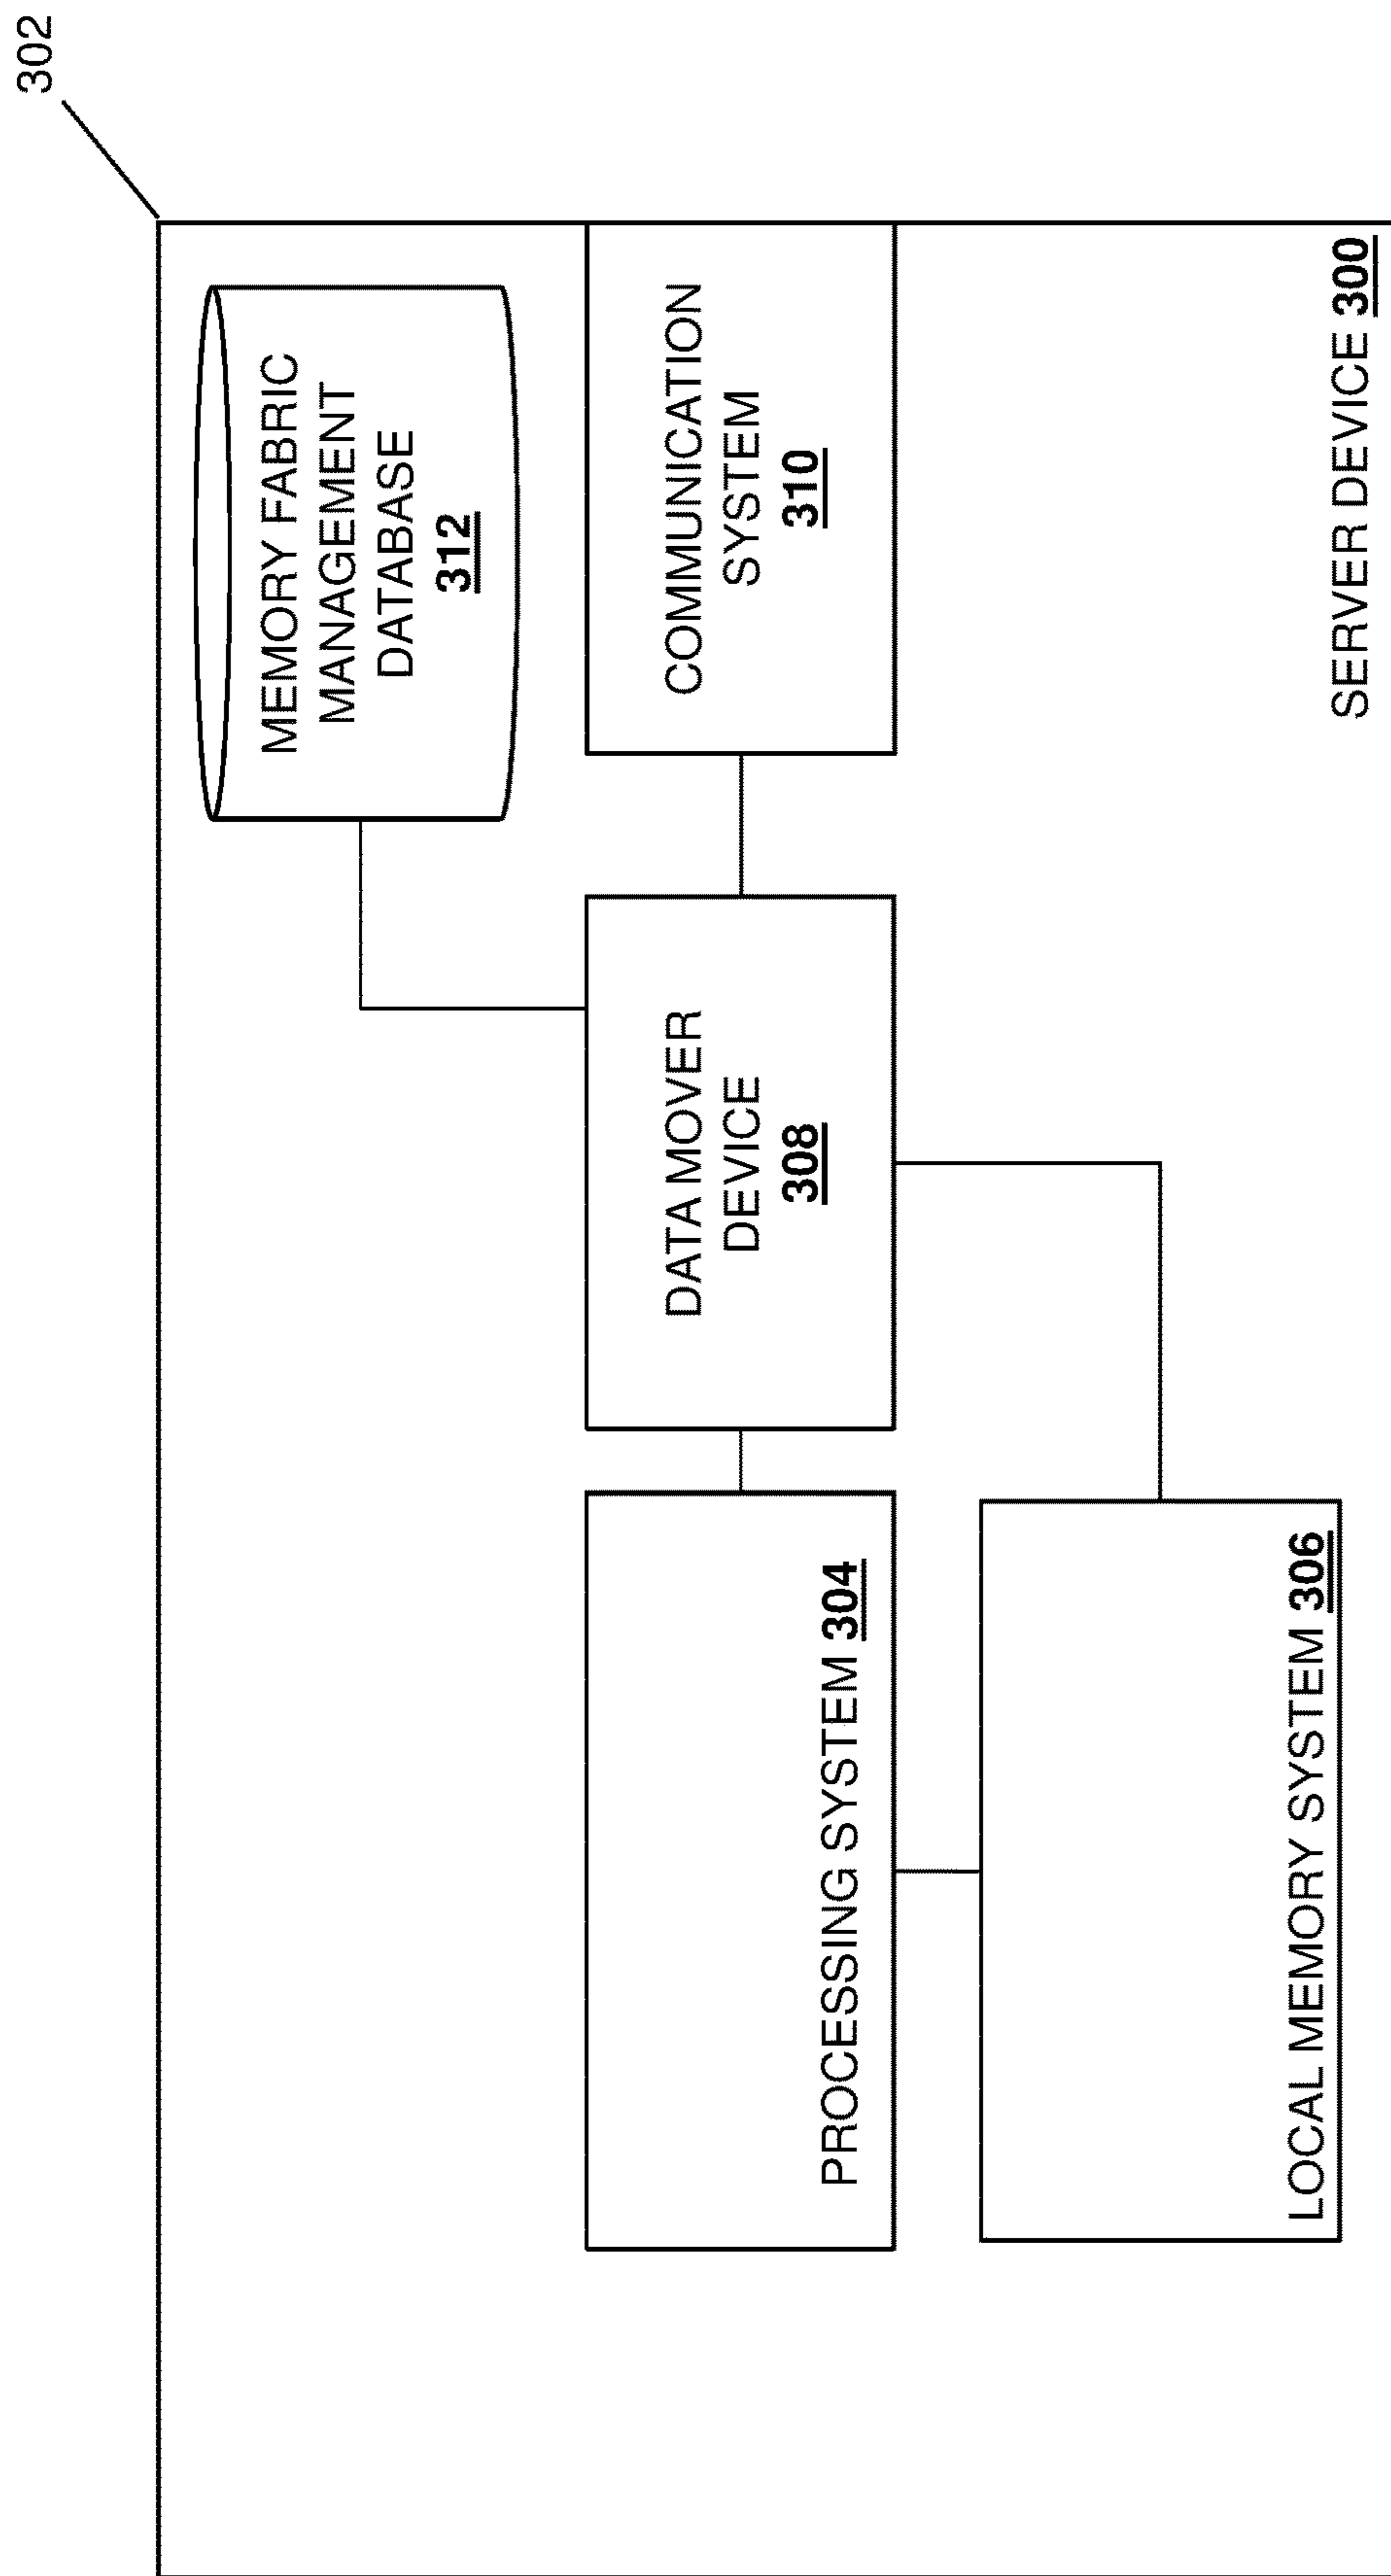 302
MEMORY FABRIC
MANAGEMENT
DATABASE
312
PROCESSING SYSTEM 304
DATA MOVER
DEVICE
308
COMMUNICATION
SYSTEM
310
LOCAL MEMORY SYSTEM 306
SERVER DEVICE 300